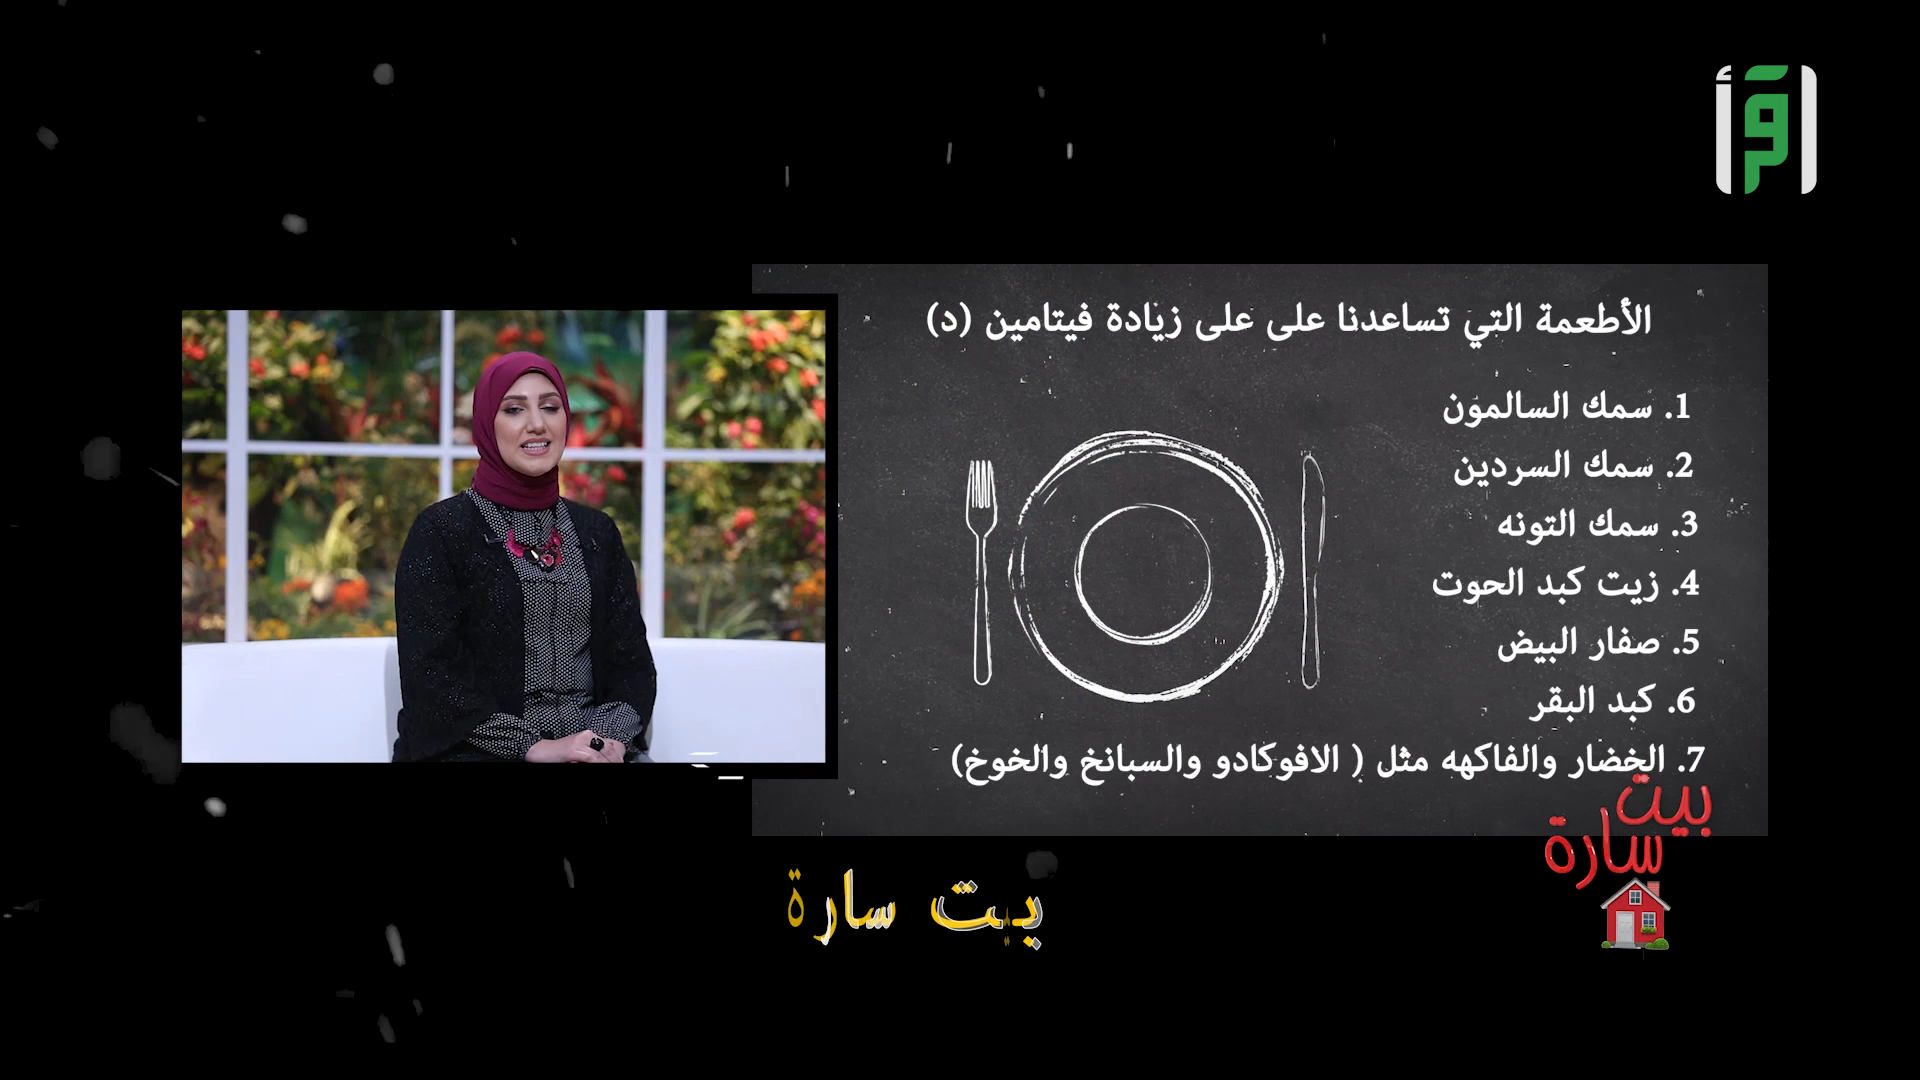 اقرأ
الأطعمة التي تساعدنا على على زيادة فيتامين (د)
1. سمك السالمون
2. سمك السردين
3. سمك التونه
4. زيت كبد الحوت
5. صفار البيض
6. كبد البقر
7. الخضار والفاكهه مثل ( الافوكادو والسبانخ والخوخ)
بيت
سارة
بيت سارة